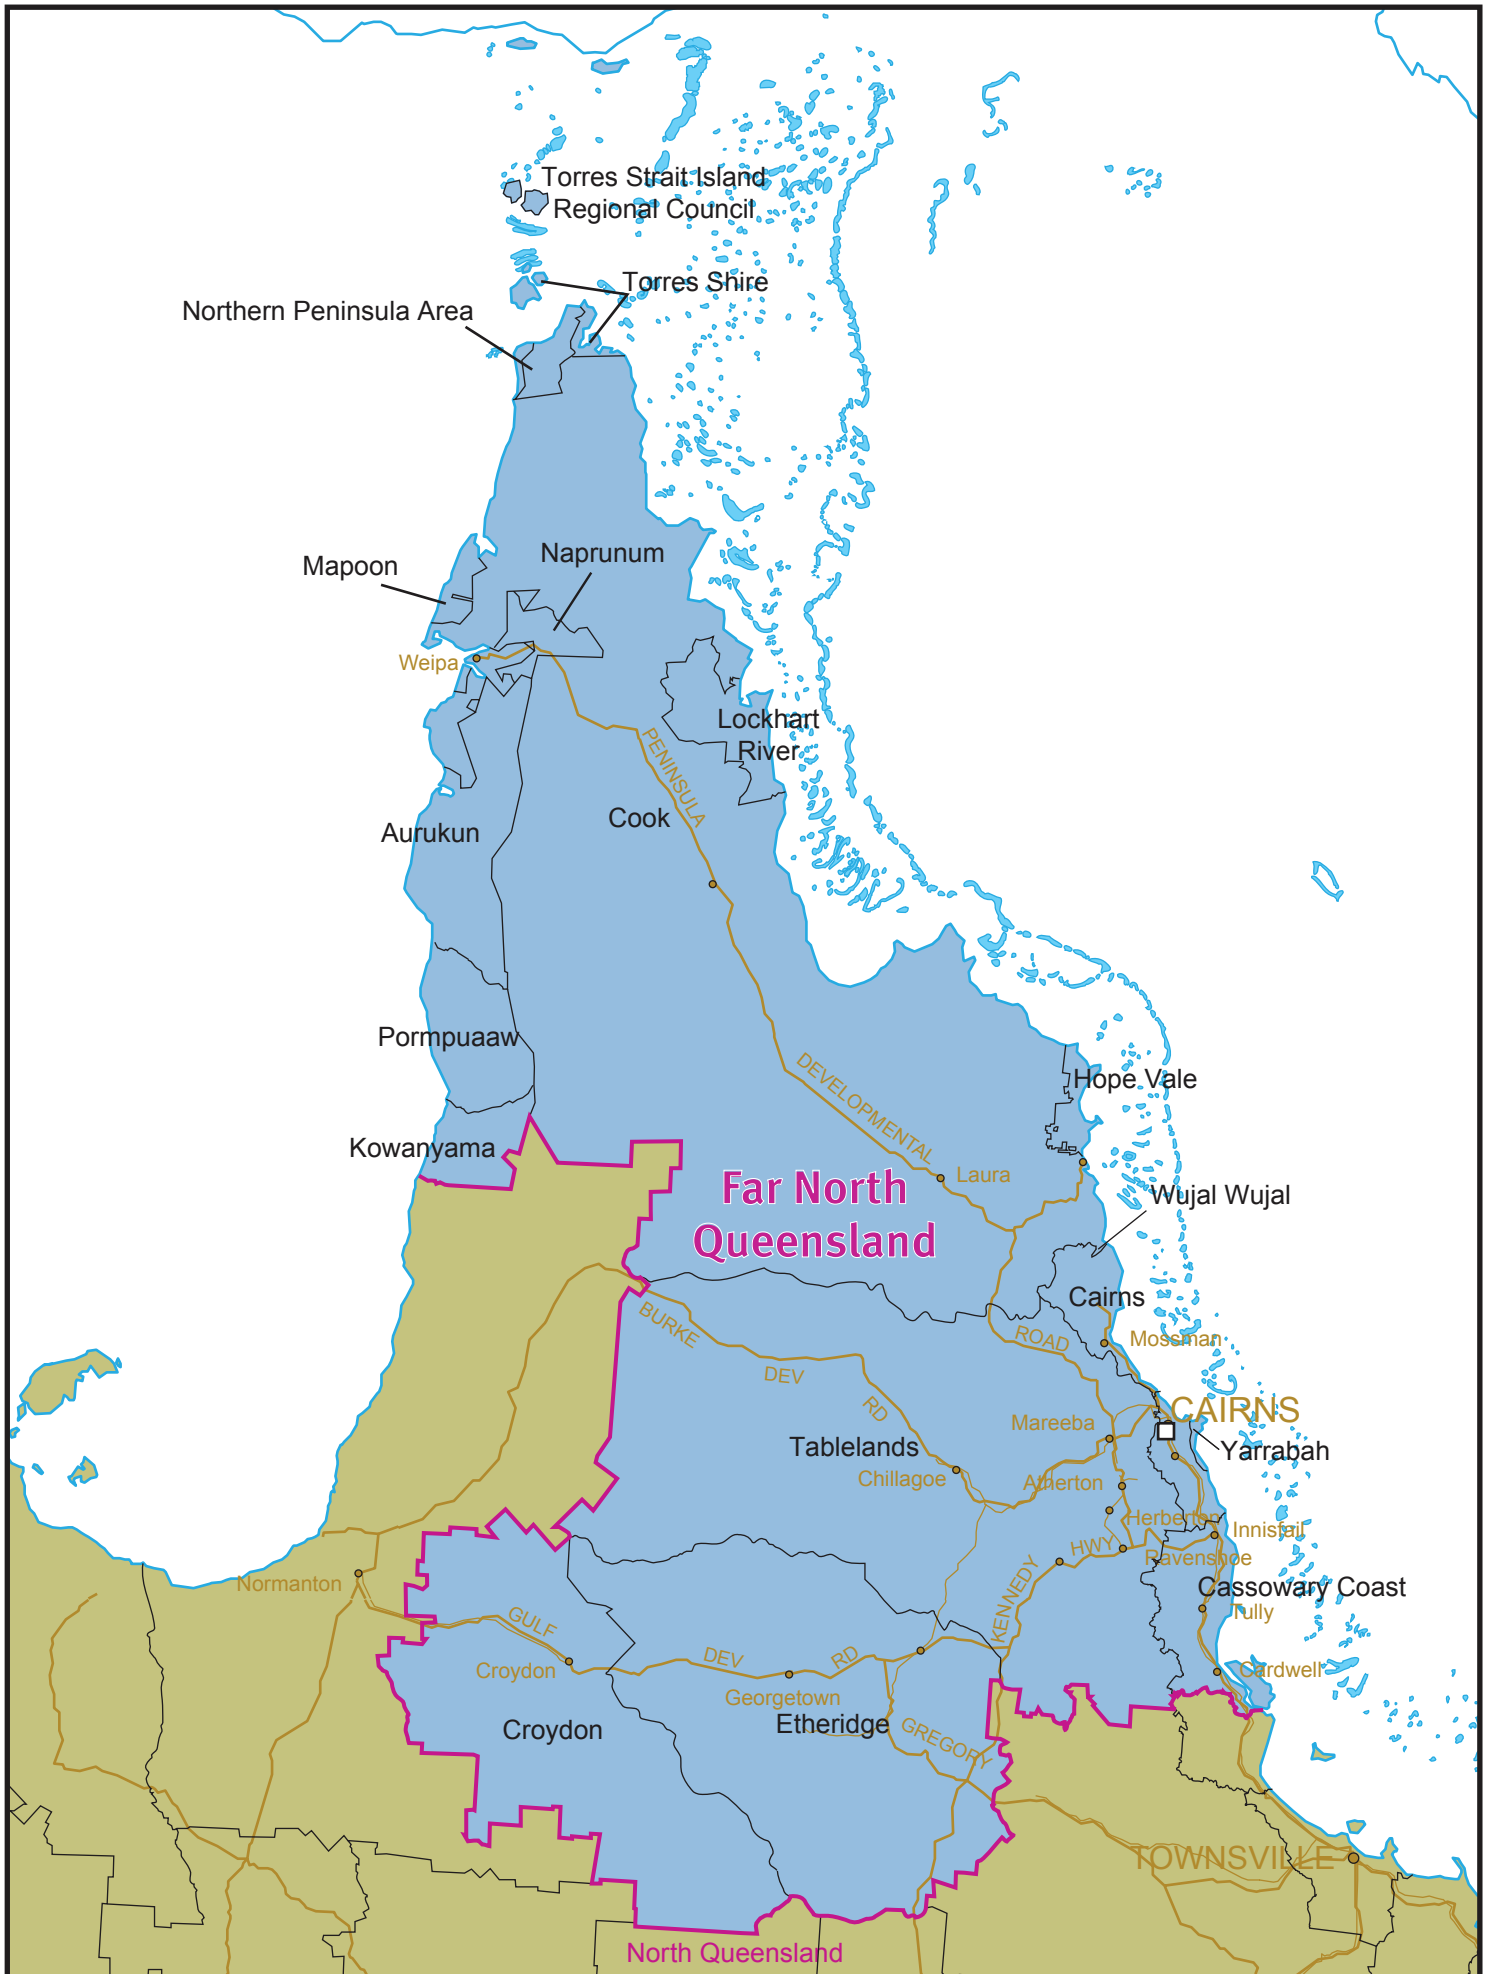 Torres Strait Island
Regional Council
Torres Shire
Northern Peninsula Area
Naprunum
Mapoon
Weipa
Lockhart
River
PENINSULA
Cook
Aurukun
Pormpuaaw
DEVELOPMENTAL
Hope Vale
Kowanyama
Laura
Far North
Queensland
Wujal Wujal
Cairns
BURKE
ROAD
Mossman
DEV
RD
CAIRNS
Mareeba
Tablelands
Yarrabah
Chillagoe
Atherton
Herberton
Innisfail
HWY
Ravenshoe
Normanton
KENNEDY
Cassowary Coast
Tully
GULF
DEV
RD
Croydon
Cardwell
Georgetown
Croydon
Etheridge
GREGORY
TOWNSVILLE
North Queensland